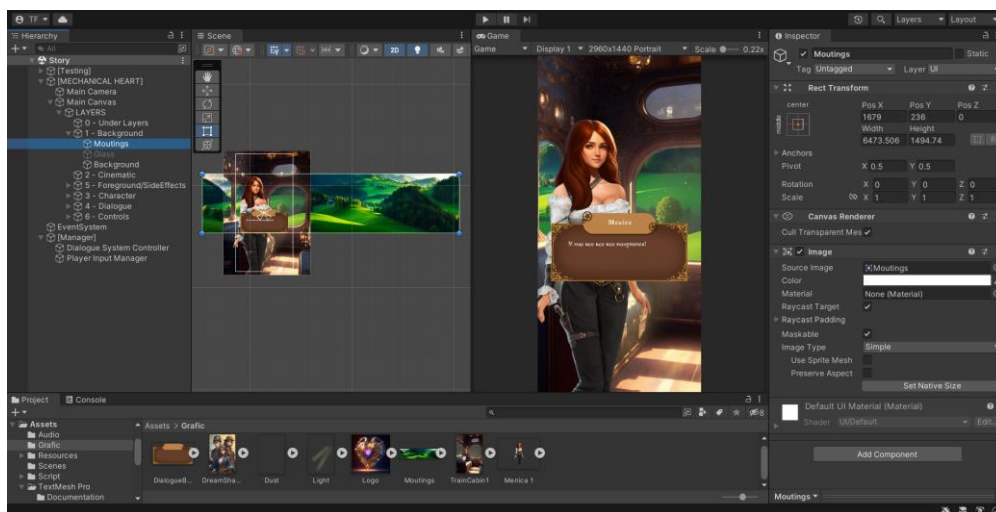 TF
Layers
Layout
Hierarchy
Scene
Game
Inspector
All
2D
Game
Display 1
2960x1440 Portrait
Scale
0.22x
Moutings
Static
Tag Untagged
Layer UI
Story
[Testing]
[MECHANICAL HEART]
Main Camera
Main Canvas
LAYERS
0 - Under Layers
1 - Background
Moutings
Glass
Background
2 - Cinematic
5 - Foreground/SideEffects
3 - Character
4 - Dialogue
6 - Controls
EventSystem
[Manager]
Dialogue System Controller
Player Input Manager
Rect Transform
center
middle
Pos X
Pos Y
Pos Z
1679
236
0
Width
Height
6473.506
1494.74
Anchors
Pivot
X 0.5
Y 0.5
Rotation
X 0
Y 0
Z 0
Scale
X 1
Y 1
Z 1
Canvas Renderer
Cull Transparent Mes
Image
Source Image
Moutings
Color
Material
None (Material)
Raycast Target
Raycast Padding
Maskable
Image Type
Simple
Use Sprite Mesh
Preserve Aspect
Set Native Size
Default UI Material (Material)
Shader
UI/Default
Edit...
Add Component
Moutings
У нас все
Project
Console
8
Assets
Audio
Grafic
Resources
Scenes
Script
TextMesh Pro
Documentation
Assets > Grafic
DialogueB...
DreamSha...
Dust
Light
Logo
Moutings
TrainCabin1
Menica 1